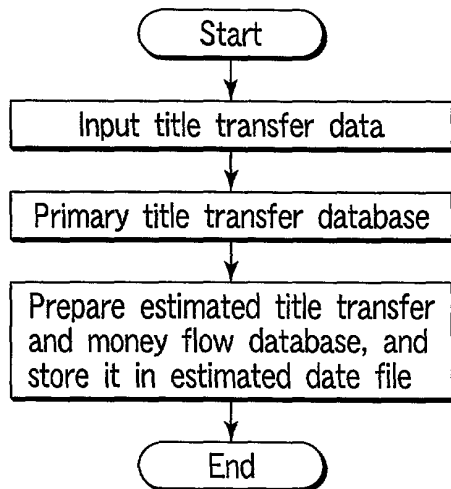 Start
Input title transfer data
Primary title transfer database
Prepare estimated title transfer
and money flow database, and
store it in estimated date file
End